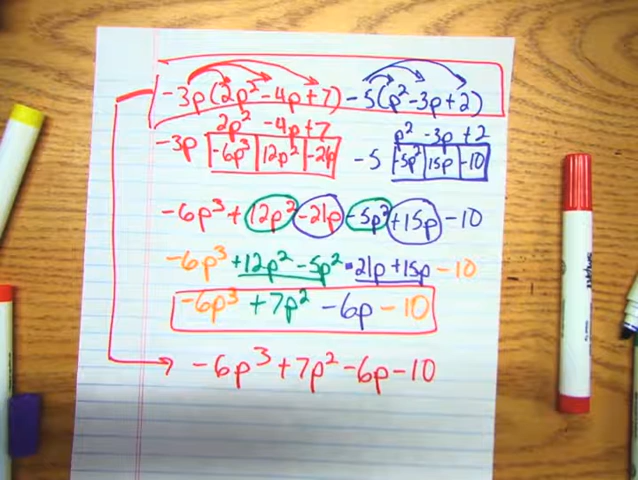 -3p(2p²-4p+7)-5(p²-3p+2)
2p² -4p+7
-3p -6p³ 12p² -21p
p² -3p +2
-5 -5p² 15p -10
-6p³+12p²-21p-5p²+15p-10
-6p³+12p²-5p²-21p+15p-10
-6p³+7p²-6p-10
-6p³+7p²-6p-10